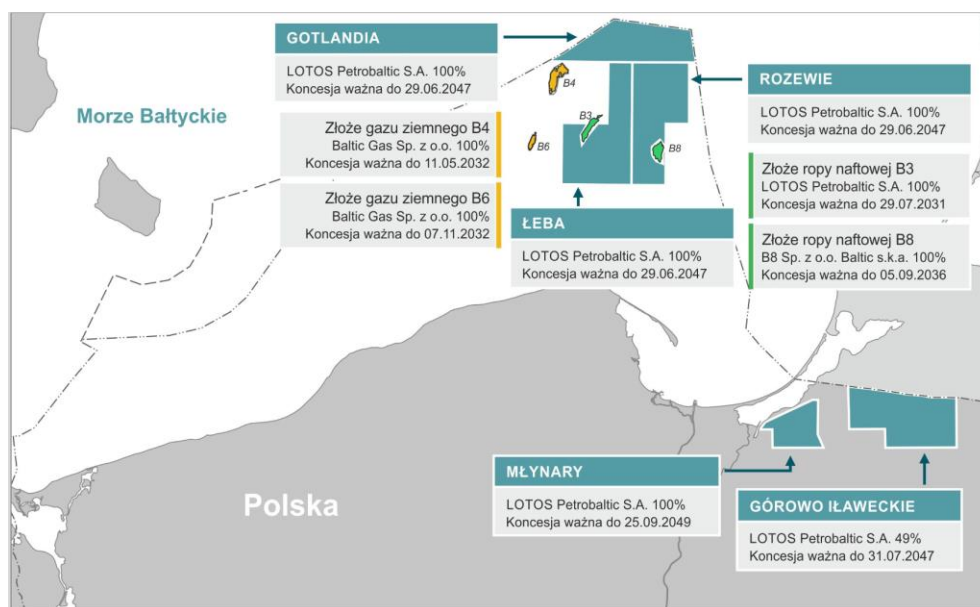 GOTLANDIA
LOTOS Petrobaltic S.A. 100%
Koncesja ważna do 29.06.2047
Morze Bałtyckie
Złoże gazu ziemnego B4
Baltic Gas Sp. z o.o. 100%
Koncesja ważna do 11.05.2032
Złoże gazu ziemnego B6
Baltic Gas Sp. z o.o. 100%
Koncesja ważna do 07.11.2032
B4
B3
B6
B8
ROZEWIE
LOTOS Petrobaltic S.A. 100%
Koncesja ważna do 29.06.2047
Złoże ropy naftowej B3
LOTOS Petrobaltic S.A. 100%
Koncesja ważna do 29.07.2031
Złoże ropy naftowej B8
B8 Sp. z o.o. Baltic s.k.a. 100%
Koncesja ważna do 05.09.2036
ŁEBA
LOTOS Petrobaltic S.A. 100%
Koncesja ważna do 29.06.2047
Polska
MŁYNARY
LOTOS Petrobaltic S.A. 100%
Koncesja ważna do 25.09.2049
GÓROWO IŁAWECKIE
LOTOS Petrobaltic S.A. 49%
Koncesja ważna do 31.07.2047